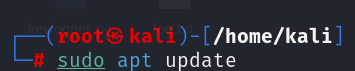 ┌──(root㉿kali)-[/home/kali]
└─# sudo apt update